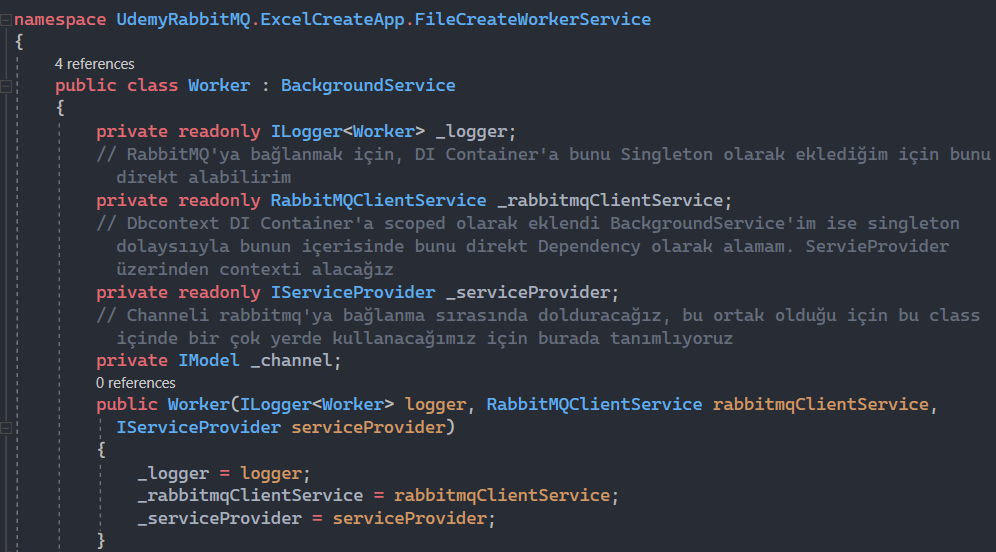 namespace UdemyRabbitMQ.ExcelCreateApp.FileCreateWorkerService
{
4 references
public class Worker : BackgroundService
{
private readonly ILogger<Worker> _logger;
// RabbitMQ'ya bağlanmak için, DI Container'a bunu Singleton olarak eklediğim için bunu
direkt alabilirim
private readonly RabbitMQClientService _rabbitmqClientService;
// Dbcontext DI Container'a scoped olarak eklendi BackgroundService'im ise singleton
dolaysııyla bunun içerisinde bunu direkt Dependency olarak alamam. ServieProvider
üzerinden contexti alacağız
private readonly IServiceProvider _serviceProvider;
// Channeli rabbitmq'ya bağlanma sırasında dolduracağız, bu ortak olduğu için bu class
içinde bir çok yerde kullanacağımız için burada tanımlıyoruz
private IModel _channel;
0 references
public Worker(ILogger<Worker> logger, RabbitMQClientService rabbitmqClientService,
IServiceProvider serviceProvider)
{
_logger = logger;
_rabbitmqClientService = rabbitmqClientService;
_serviceProvider = serviceProvider;
}